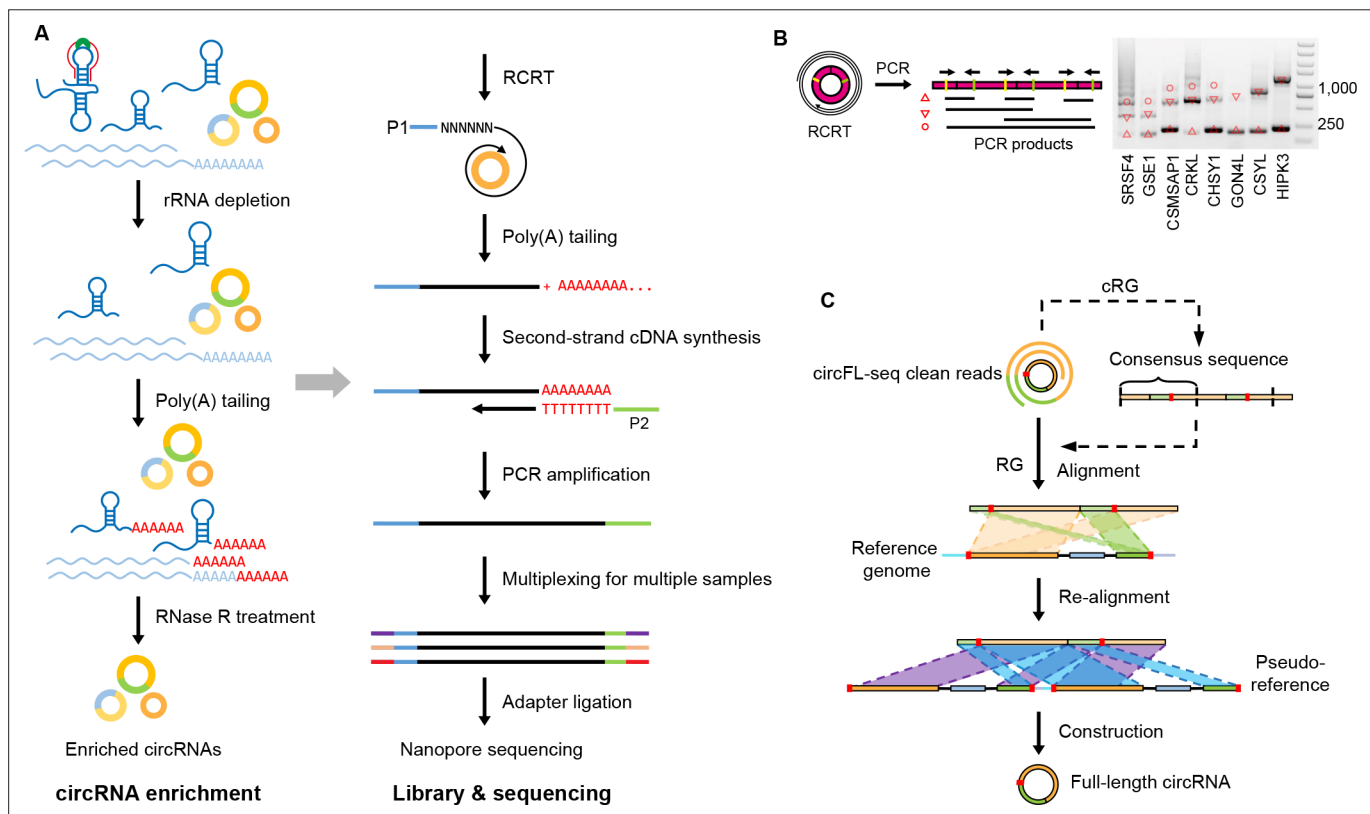 A
AAAAAAAA
rRNA depletion
AAAAAAAA
Poly(A) tailing
AAAAAA
AAAAAA
AAAAAA
AAAAAAAAAAA
RNase R treatment
Enriched circRNAs
circRNA enrichment
RCRT
P1
NNNNNN
Poly(A) tailing
+ AAAAAAAA...
Second-strand cDNA synthesis
AAAAAAAA
TTTTTTTT
P2
PCR amplification
Multiplexing for multiple samples
Adapter ligation
Nanopore sequencing
Library & sequencing
B
PCR
RCRT
PCR products
1,000
250
SRSF4
GSE1
CSMSAP1
CRKL
CHSY1
GON4L
CSYL
HIPK3
C
cRG
circFL-seq clean reads
Consensus sequence
RG
Alignment
Reference
genome
Re-alignment
Pseudo-
reference
Construction
Full-length circRNA